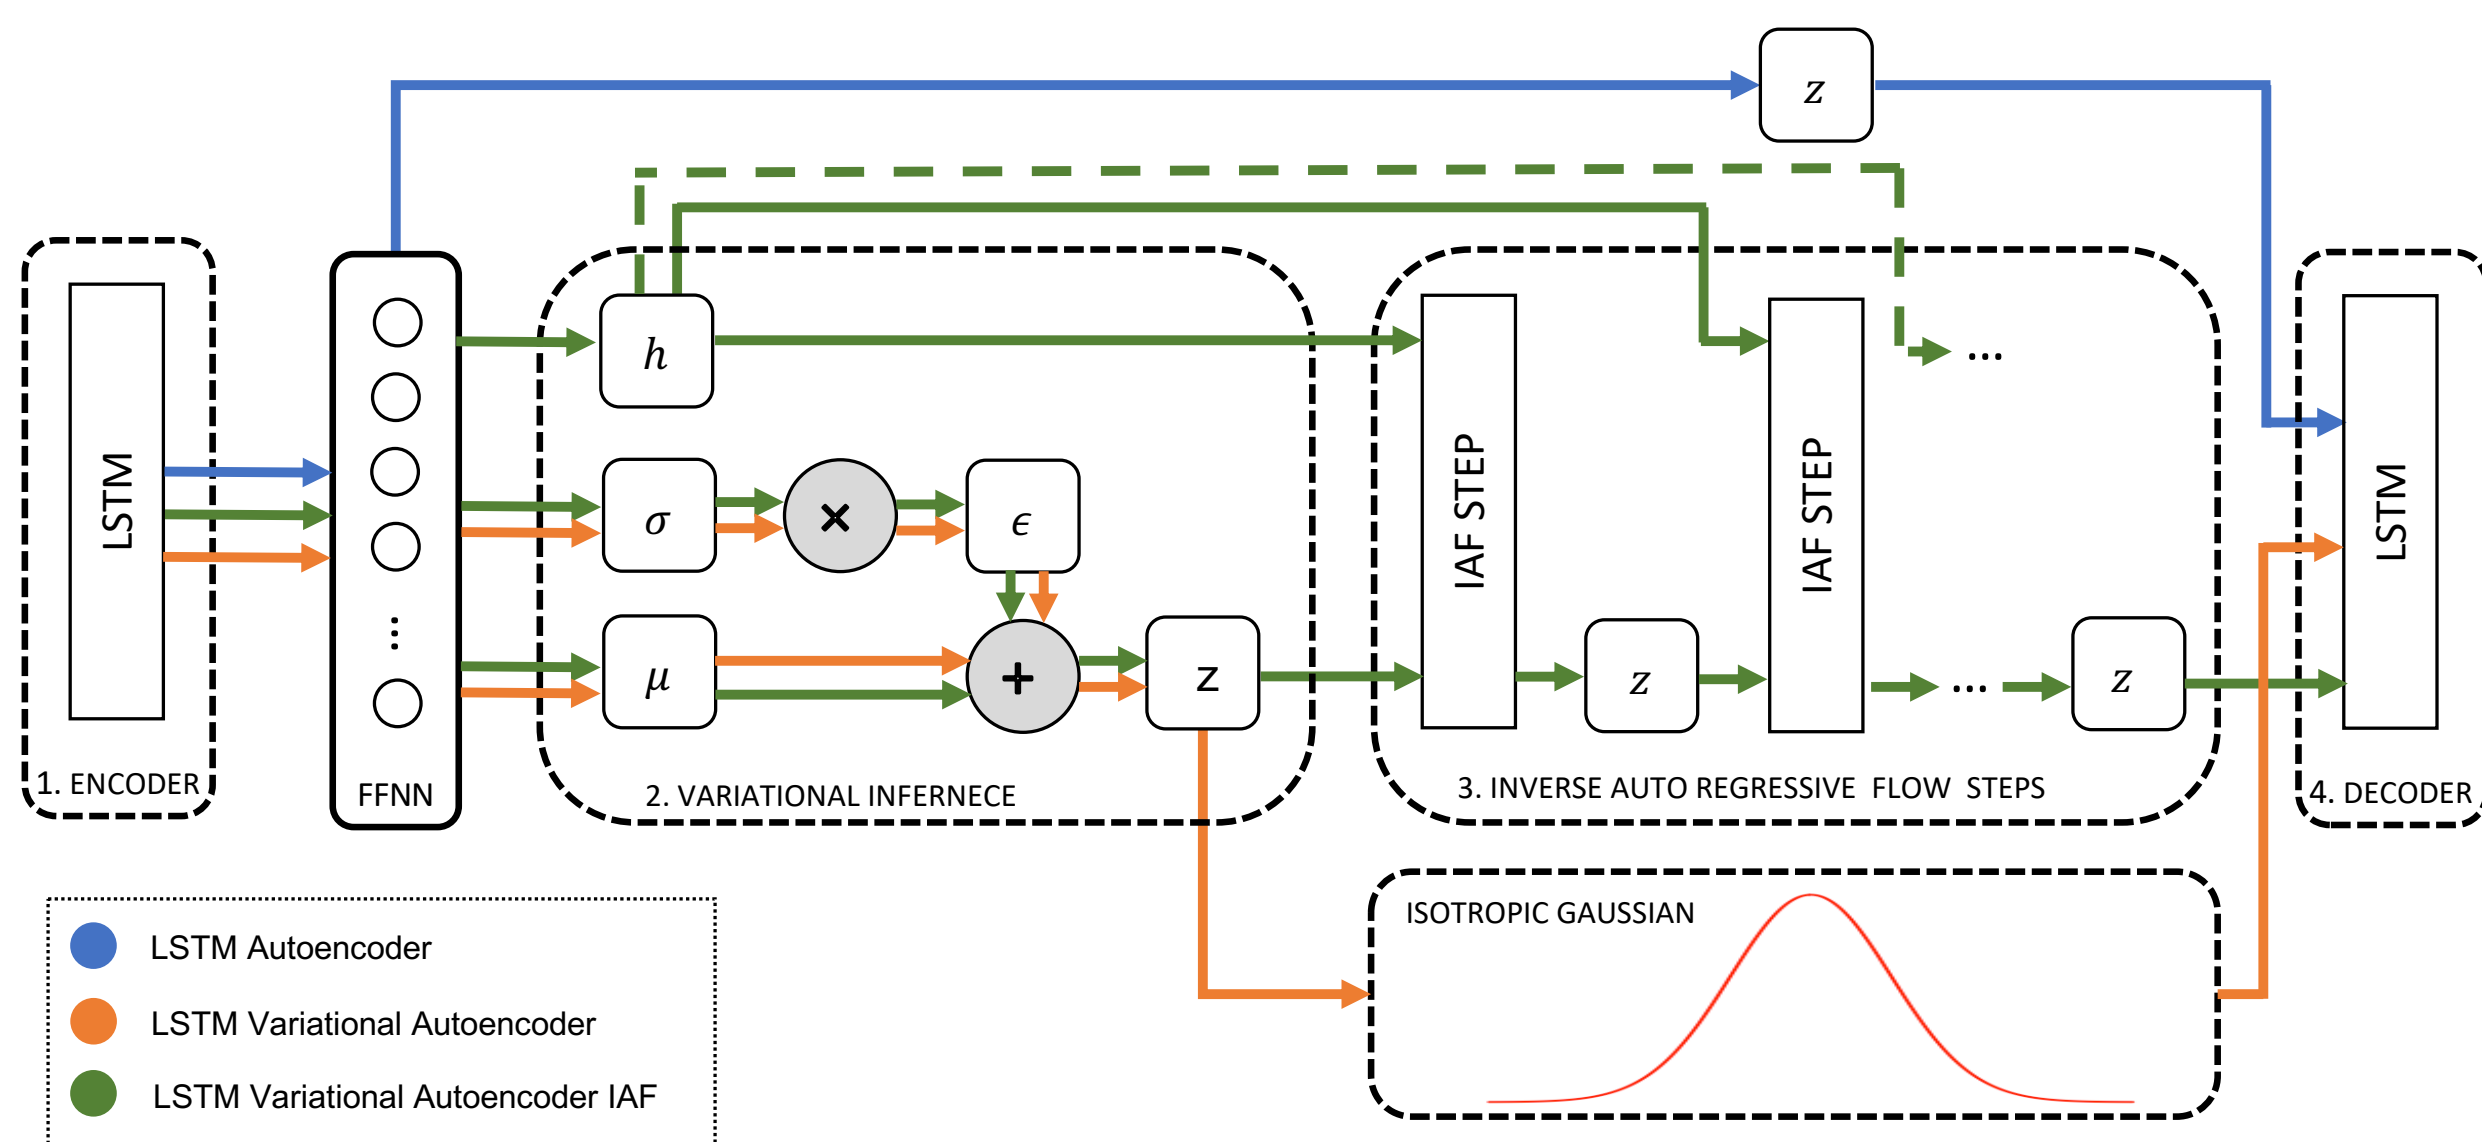 z
h
σ
×
ϵ
μ
+
z
LSTM
1. ENCODER
⋮
FFNN
2. VARIATIONAL INFERNECE
IAF STEP
z
IAF STEP
...
...
z
3. INVERSE AUTO REGRESSIVE FLOW STEPS
LSTM
4. DECODER
ISOTROPIC GAUSSIAN
LSTM Autoencoder
LSTM Variational Autoencoder
LSTM Variational Autoencoder IAF